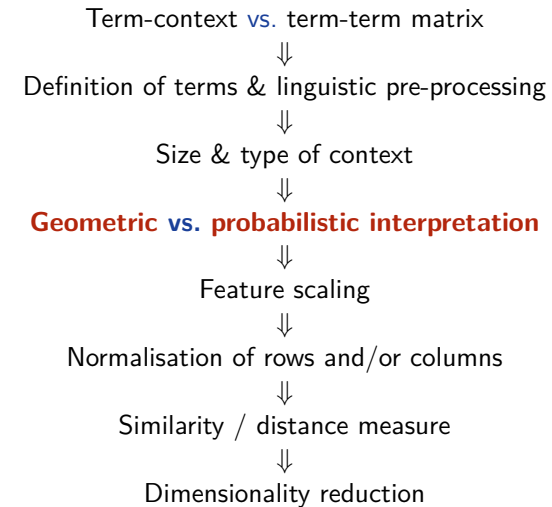 Term-context vs. term-term matrix
⇓
Definition of terms & linguistic pre-processing
⇓
Size & type of context
⇓
Geometric vs. probabilistic interpretation
⇓
Feature scaling
⇓
Normalisation of rows and/or columns
⇓
Similarity / distance measure
⇓
Dimensionality reduction